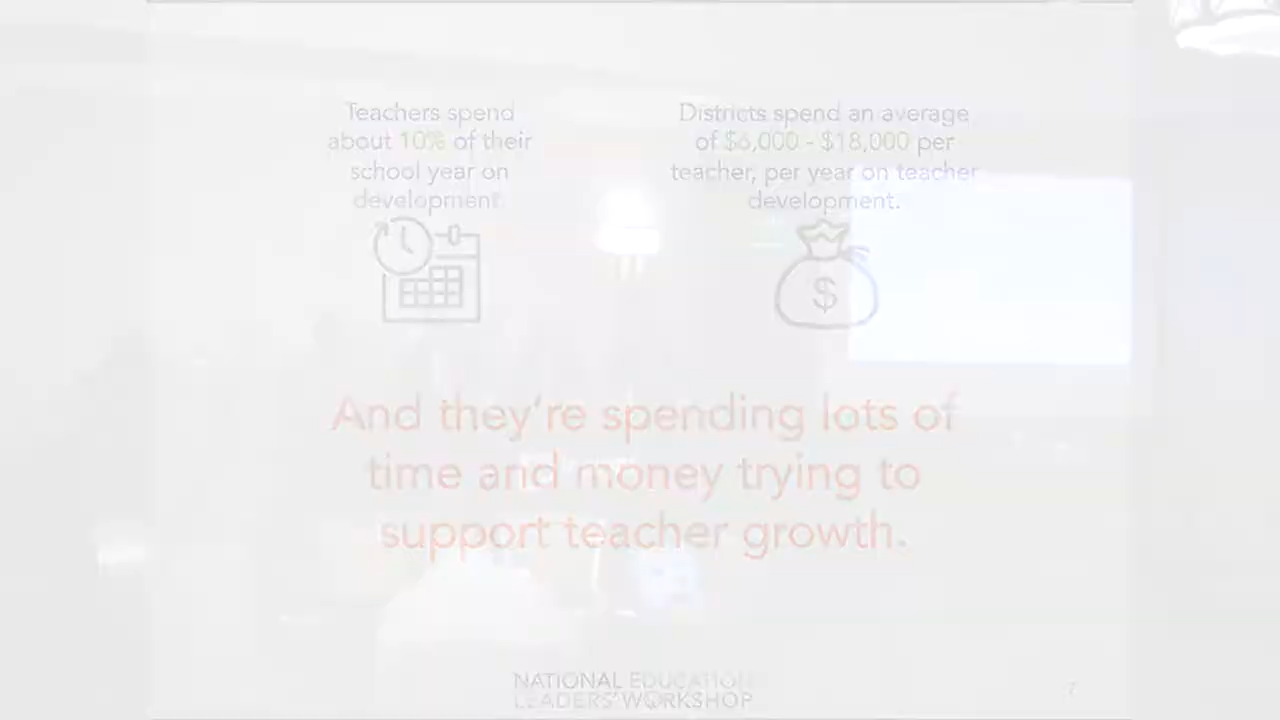 Teachers spend
about 10% of their
school year on
development.
Districts spend an average
of $6,000 - $18,000 per
teacher, per year on teacher
development.
$
And they're spending lots of
time and money trying to
support teacher growth.
NATIONAL EDUCATION
LEADERS' WORKSHOP
7